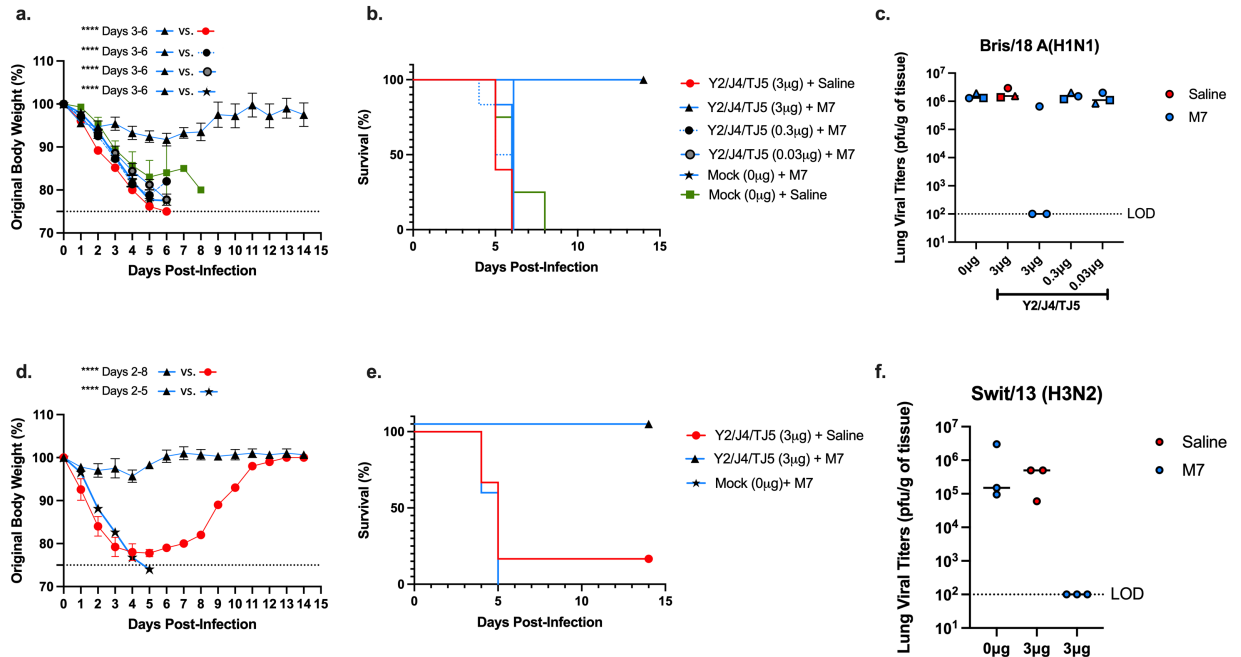 a.
**** Days 3-6 vs.
**** Days 3-6 vs.
**** Days 3-6 vs.
**** Days 3-6 vs.
Original Body Weight (%)
110
100
90
80
70
0 1 2 3 4 5 6 7 8 9 10 11 12 13 14 15
Days Post-Infection
b.
Survival (%)
100
50
0
0 5 10 15
Days Post-Infection
Y2/J4/TJ5 (3µg) + Saline
Y2/J4/TJ5 (3µg) + M7
Y2/J4/TJ5 (0.3µg) + M7
Y2/J4/TJ5 (0.03µg) + M7
Mock (0µg) + M7
Mock (0µg) + Saline
c.
Bris/18 A(H1N1)
Lung Viral Titers (pfu/g of tissue)
10⁷
10⁶
10⁵
10⁴
10³
10²
10¹
LOD
0µg 3µg 3µg 0.3µg 0.03µg
Y2/J4/TJ5
Saline
M7
d.
**** Days 2-8 vs.
**** Days 2-5 vs.
Original Body Weight (%)
110
100
90
80
70
0 1 2 3 4 5 6 7 8 9 10 11 12 13 14 15
Days Post-Infection
e.
Survival (%)
100
50
0
0 5 10 15
Days Post-Infection
Y2/J4/TJ5 (3µg) + Saline
Y2/J4/TJ5 (3µg) + M7
Mock (0µg)+ M7
f.
Swit/13 (H3N2)
Lung Viral Titers (pfu/g of tissue)
10⁷
10⁶
10⁵
10⁴
10³
10²
10¹
LOD
0µg 3µg 3µg
Saline
M7